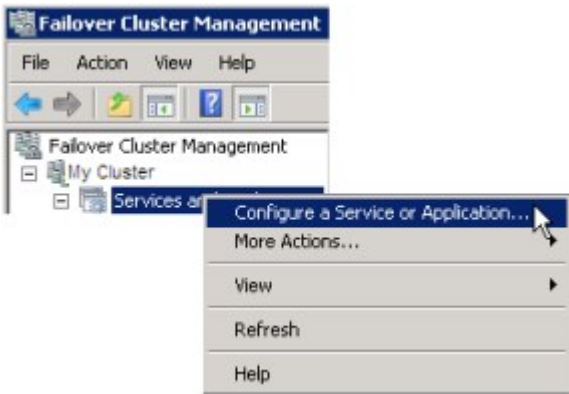 Failover Cluster Management
File Action View Help
Failover Cluster Management
My Cluster
Services
Configure a Service or Application...
More Actions...
View
Refresh
Help